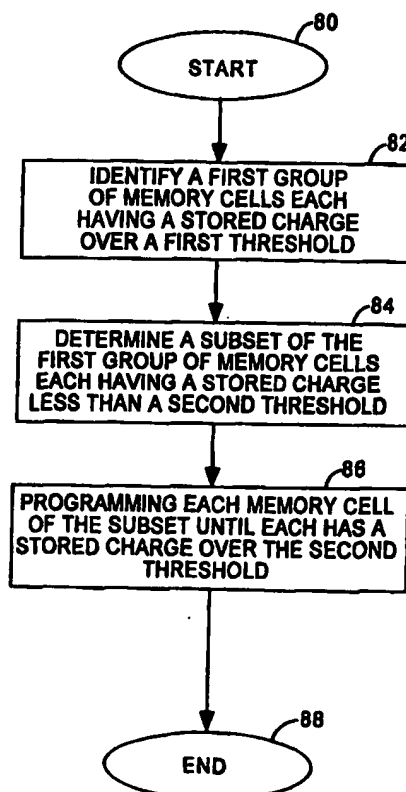 80
START
82
IDENTIFY A FIRST GROUP
OF MEMORY CELLS EACH
HAVING A STORED CHARGE
OVER A FIRST THRESHOLD
84
DETERMINE A SUBSET OF THE
FIRST GROUP OF MEMORY CELLS
EACH HAVING A STORED CHARGE
LESS THAN A SECOND THRESHOLD
86
PROGRAMMING EACH MEMORY CELL
OF THE SUBSET UNTIL EACH HAS A
STORED CHARGE OVER THE SECOND
THRESHOLD
88
END